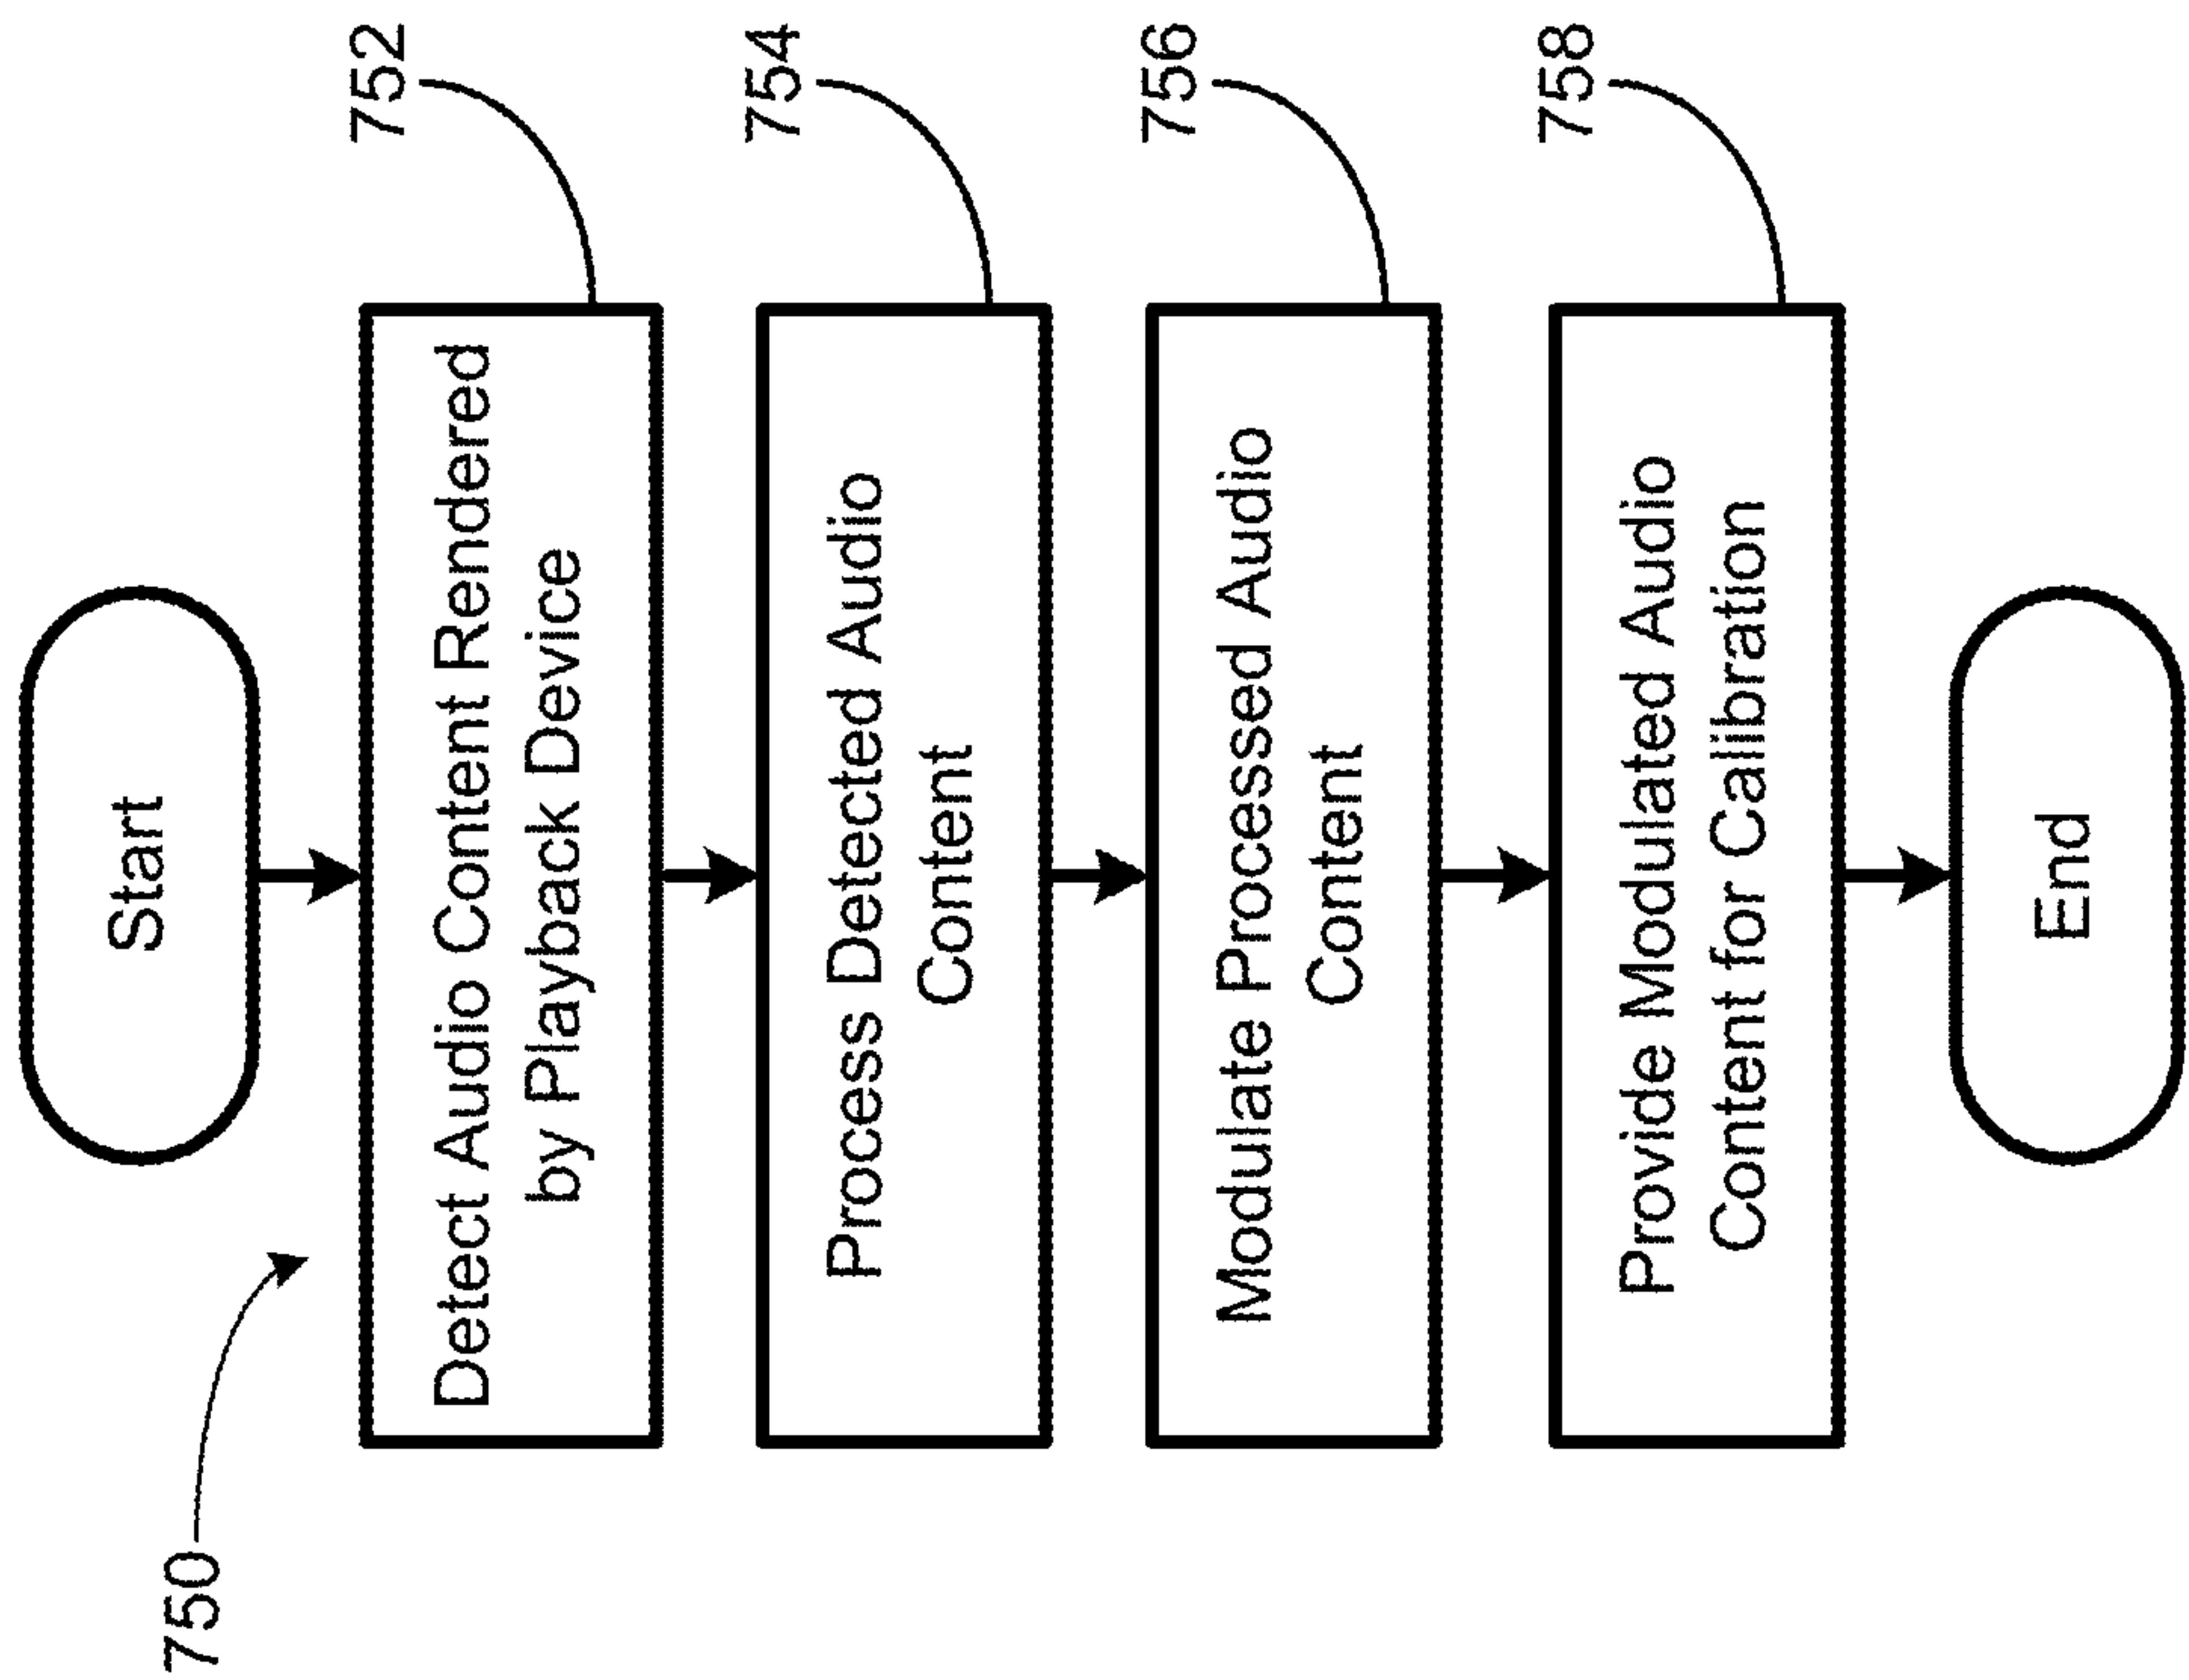 750
Start
Detect Audio Content Rendered
by Playback Device
752
Process Detected Audio
Content
754
Modulate Processed Audio
Content
756
Provide Modulated Audio
Content for Calibration
758
End